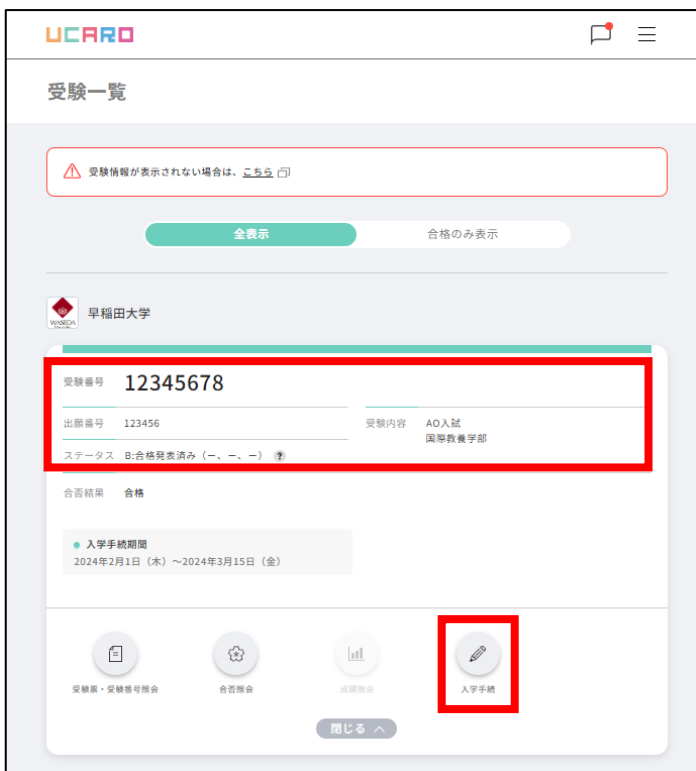 UCARO
受験一覧
受験情報が表示されない場合は、こちら
全表示 合格のみ表示
WASEDA
早稲田大学
受験番号 12345678
出願番号 123456 受験内容 AO入試
国際教養学部
ステータス B:合格発表済み（ー、ー、ー） ?
合否結果 合格
入学手続期間
2024年2月1日（木）～2024年3月15日（金）
受験票・受験番号照会 合否照会 成績照会 入学手続
閉じる